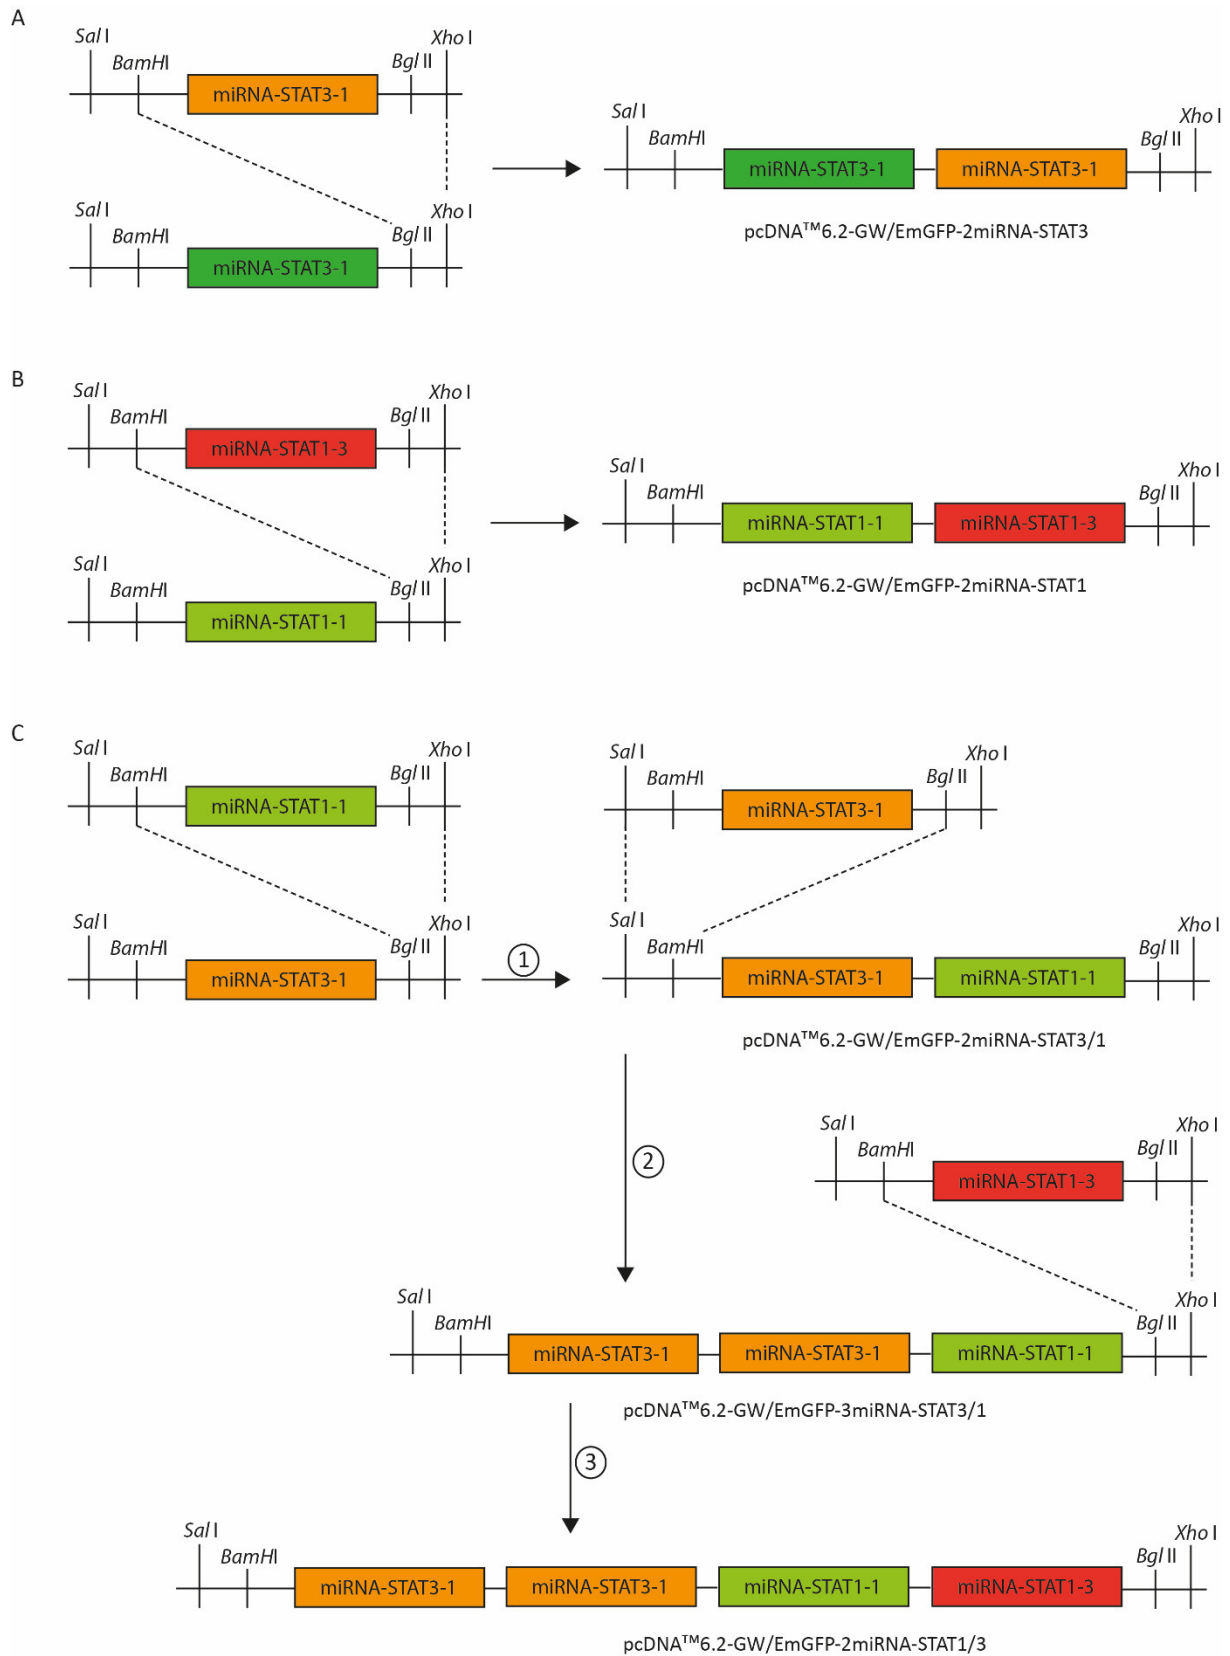 A
Sal I
BamHI
Bgl II
Xho I
miRNA-STAT3-1
Sal I
BamHI
Bgl II
Xho I
miRNA-STAT3-1
Sal I
BamHI
Bgl II
Xho I
miRNA-STAT3-1
miRNA-STAT3-1
pcDNA™6.2-GW/EmGFP-2miRNA-STAT3
B
Sal I
BamHI
Bgl II
Xho I
miRNA-STAT1-3
Sal I
BamHI
Bgl II
Xho I
miRNA-STAT1-1
Sal I
BamHI
Bgl II
Xho I
miRNA-STAT1-1
miRNA-STAT1-3
pcDNA™6.2-GW/EmGFP-2miRNA-STAT1
C
Sal I
BamHI
Bgl II
Xho I
miRNA-STAT1-1
Sal I
BamHI
Bgl II
Xho I
miRNA-STAT3-1
1
Sal I
BamHI
Bgl II
Xho I
miRNA-STAT3-1
Sal I
BamHI
Bgl II
Xho I
miRNA-STAT3-1
miRNA-STAT1-1
pcDNA™6.2-GW/EmGFP-2miRNA-STAT3/1
2
Sal I
BamHI
Bgl II
Xho I
miRNA-STAT1-3
Sal I
BamHI
Bgl II
Xho I
miRNA-STAT3-1
miRNA-STAT3-1
miRNA-STAT1-1
pcDNA™6.2-GW/EmGFP-3miRNA-STAT3/1
3
Sal I
BamHI
Bgl II
Xho I
miRNA-STAT3-1
miRNA-STAT3-1
miRNA-STAT1-1
miRNA-STAT1-3
pcDNA™6.2-GW/EmGFP-2miRNA-STAT1/3